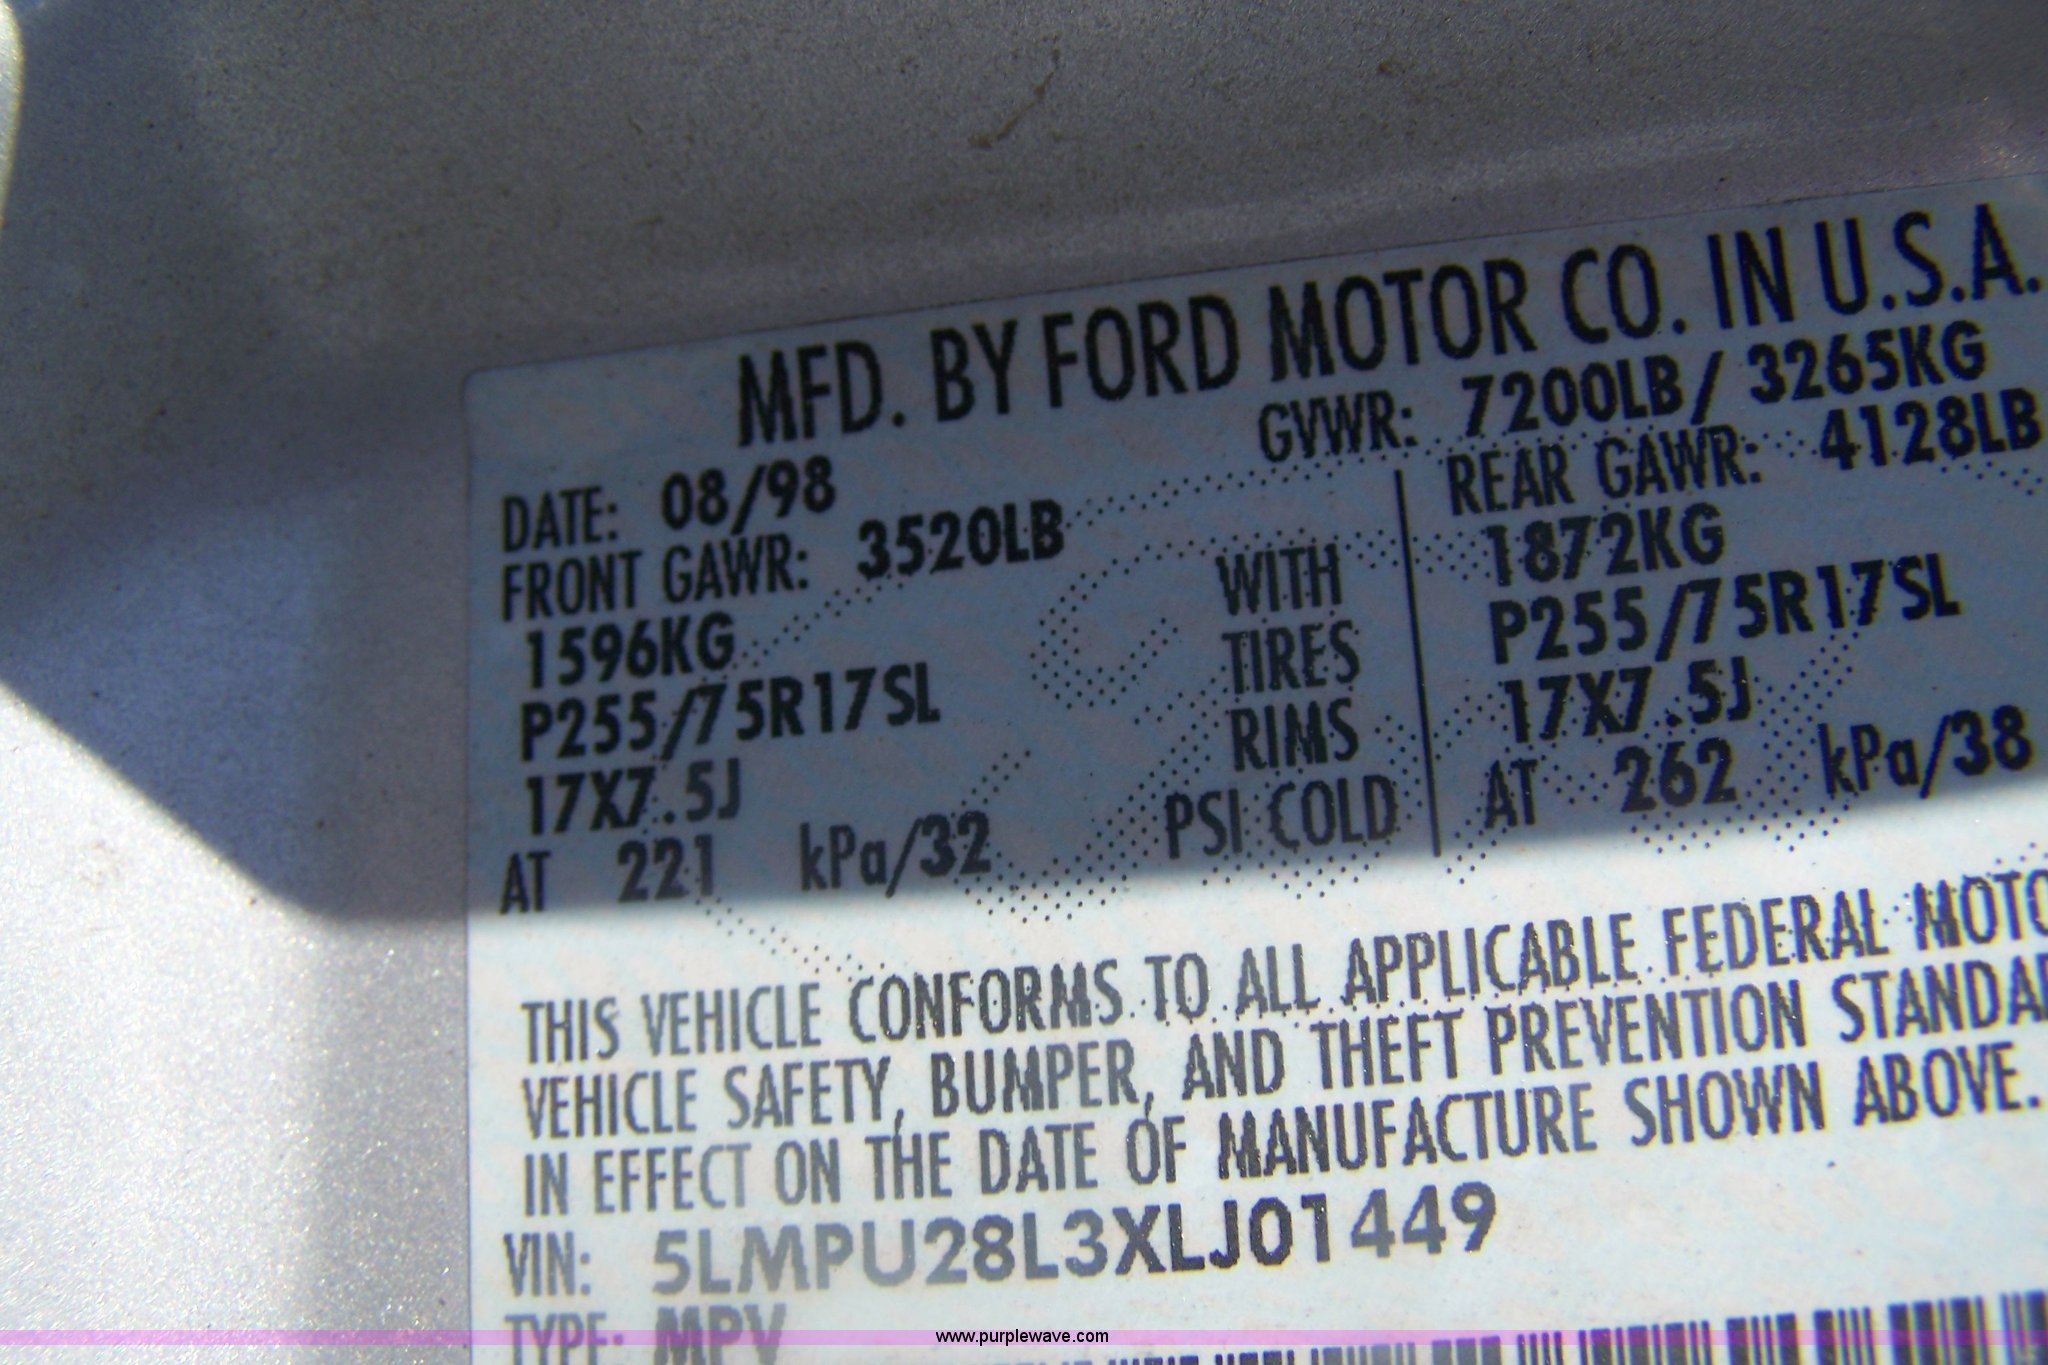 MFD. BY FORD MOTOR CO. IN U.S.A.
DATE: 08/98 GVWR: 7200LB/ 3265KG
FRONT GAWR: 3520LB REAR GAWR: 4128LB
1596KG WITH 1872KG
P255/75R17SL TIRES P255/75R17SL
17X7.5J RIMS 17X7.5J
AT 221 kPa/32 PSI COLD AT 262 kPa/38
THIS VEHICLE CONFORMS TO ALL APPLICABLE FEDERAL MOTO
VEHICLE SAFETY, BUMPER, AND THEFT PREVENTION STANDA
IN EFFECT ON THE DATE OF MANUFACTURE SHOWN ABOVE.
VIN: 5LMPU28L3XLJ01449
TYPE: MPV
www.purplewave.com